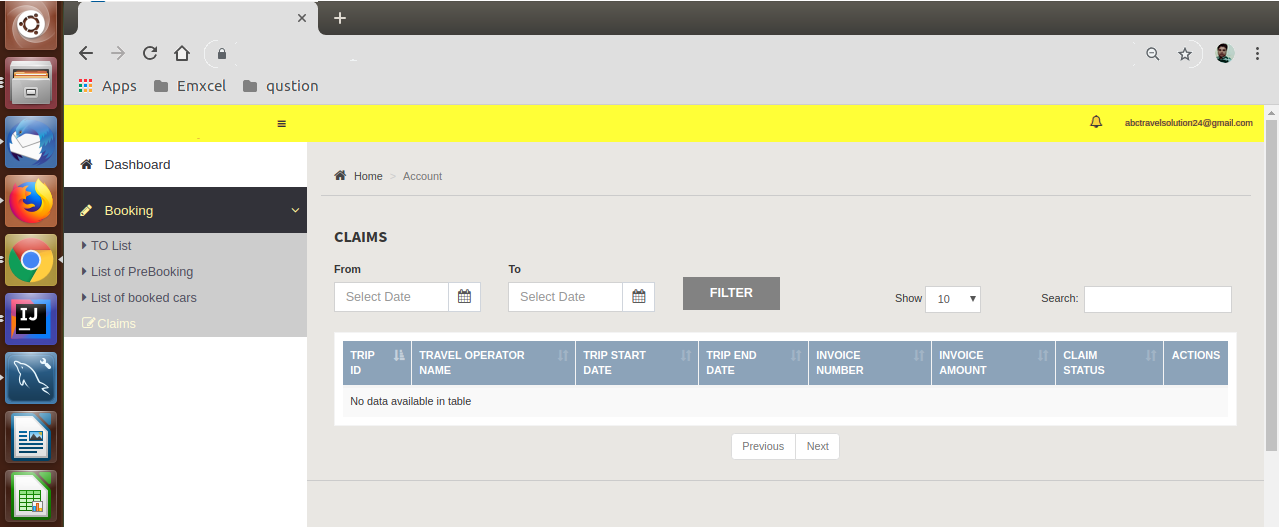 Apps Emxcel qustion
abctravelsolution24@gmail.com
Dashboard
Booking
TO List
List of PreBooking
List of booked cars
Claims
Home > Account
CLAIMS
From To
Select Date Select Date FILTER Show 10 Search:
TRIP ID TRAVEL OPERATOR NAME TRIP START DATE TRIP END DATE INVOICE NUMBER INVOICE AMOUNT CLAIM STATUS ACTIONS
No data available in table
Previous Next
IJ